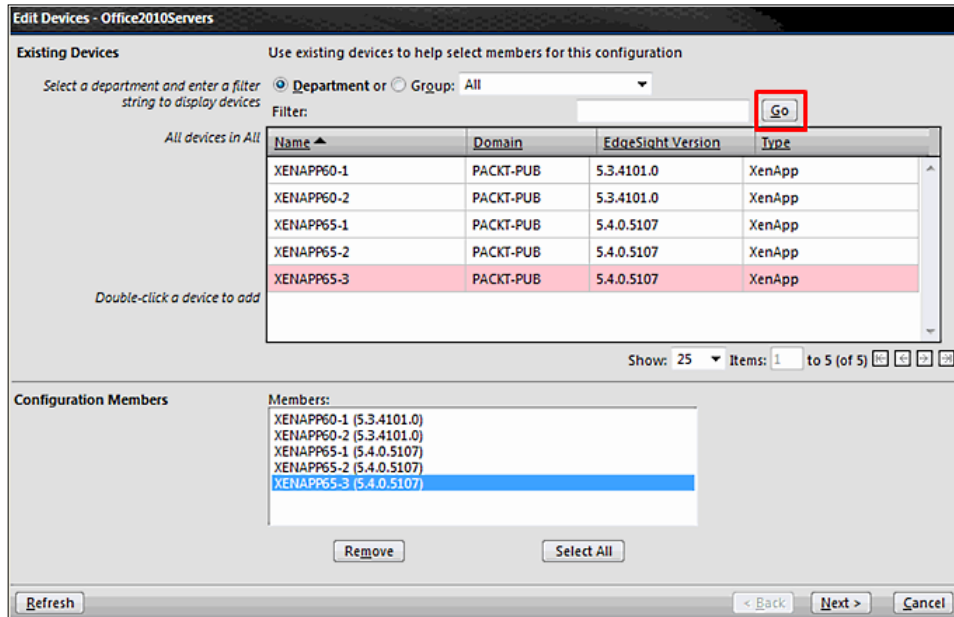 Edit Devices - Office2010Servers
Existing Devices
Use existing devices to help select members for this configuration
Select a department and enter a filter
string to display devices
Department or Group: All
Filter:
Go
All devices in All
Name Domain EdgeSight Version Type
XENAPP60-1 PACKT-PUB 5.3.4101.0 XenApp
XENAPP60-2 PACKT-PUB 5.3.4101.0 XenApp
XENAPP65-1 PACKT-PUB 5.4.0.5107 XenApp
XENAPP65-2 PACKT-PUB 5.4.0.5107 XenApp
XENAPP65-3 PACKT-PUB 5.4.0.5107 XenApp
Double-click a device to add
Show: 25 Items: 1 to 5 (of 5)
Configuration Members
Members:
XENAPP60-1 (5.3.4101.0)
XENAPP60-2 (5.3.4101.0)
XENAPP65-1 (5.4.0.5107)
XENAPP65-2 (5.4.0.5107)
XENAPP65-3 (5.4.0.5107)
Remove Select All
Refresh < Back Next > Cancel